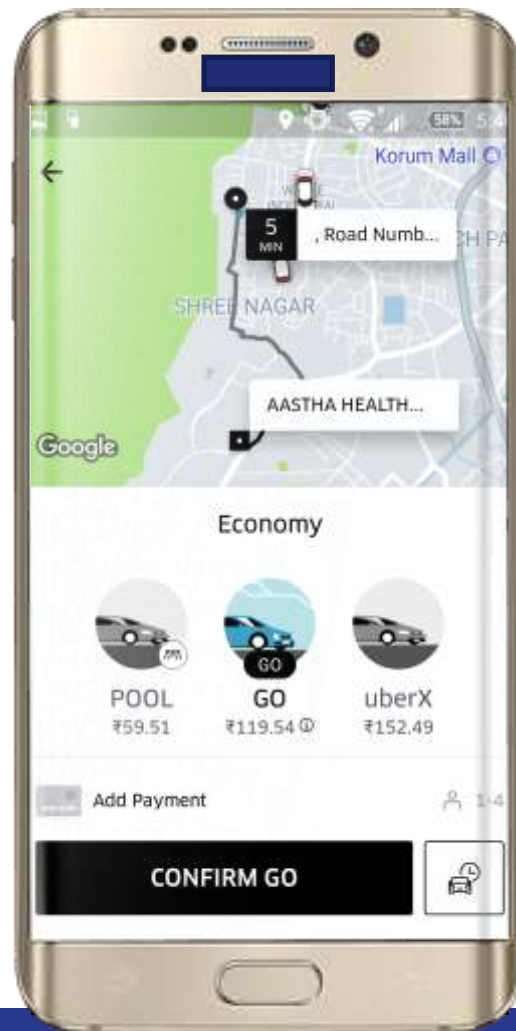 58%
Korum Mall
5
MIN
, Road Numb...
SHREE NAGAR
AASTHA HEALTH...
Google
Economy
GO
POOL
GO
uberX
₹59.51
₹119.54
₹152.49
Add Payment
1-4
CONFIRM GO